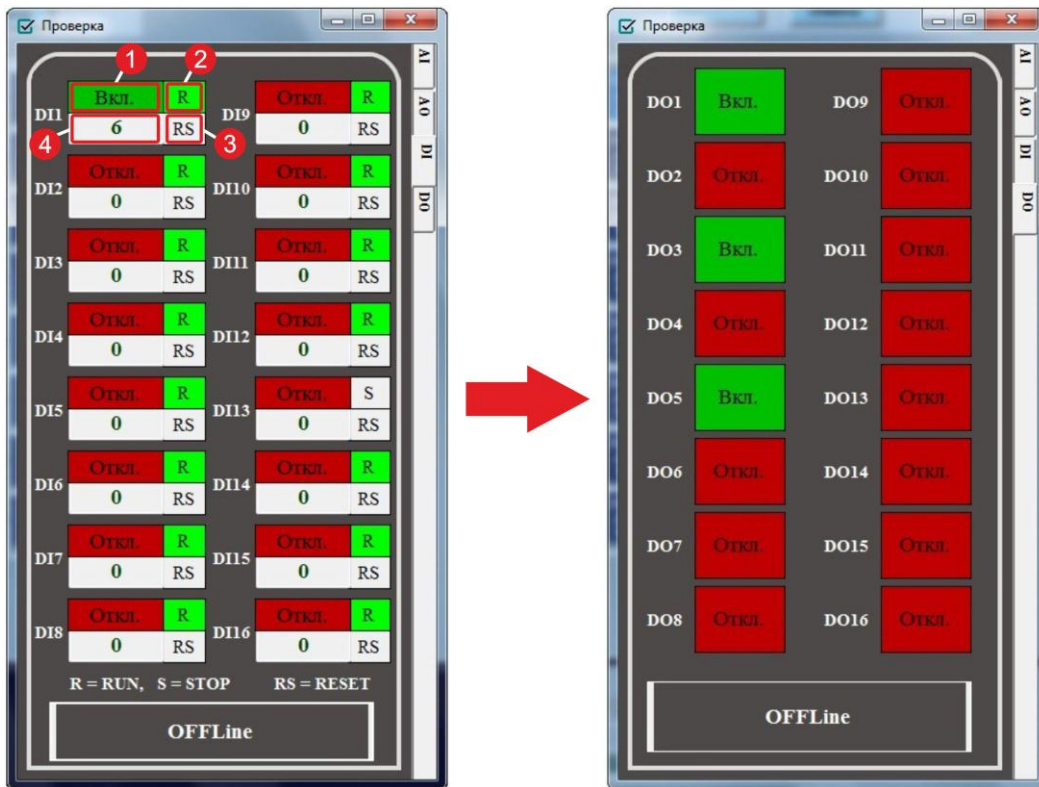 Проверка
1 2
DI1 Вкл. R DI9 Откл. R
6 RS 0 RS
4 3
DI2 Откл. R DI10 Откл. R
0 RS 0 RS
DI3 Откл. R DI11 Откл. R
0 RS 0 RS
DI4 Откл. R DI12 Откл. R
0 RS 0 RS
DI5 Откл. R DI13 Откл. S
0 RS 0 RS
DI6 Откл. R DI14 Откл. R
0 RS 0 RS
DI7 Откл. R DI15 Откл. R
0 RS 0 RS
DI8 Откл. R DI16 Откл. R
0 RS 0 RS
R = RUN, S = STOP RS = RESET
OFFLine
AI
AO
DI
DO
Проверка
DO1 Вкл. DO9 Откл.
DO2 Откл. DO10 Откл.
DO3 Вкл. DO11 Откл.
DO4 Откл. DO12 Откл.
DO5 Вкл. DO13 Откл.
DO6 Откл. DO14 Откл.
DO7 Откл. DO15 Откл.
DO8 Откл. DO16 Откл.
OFFLine
AI
AO
DI
DO